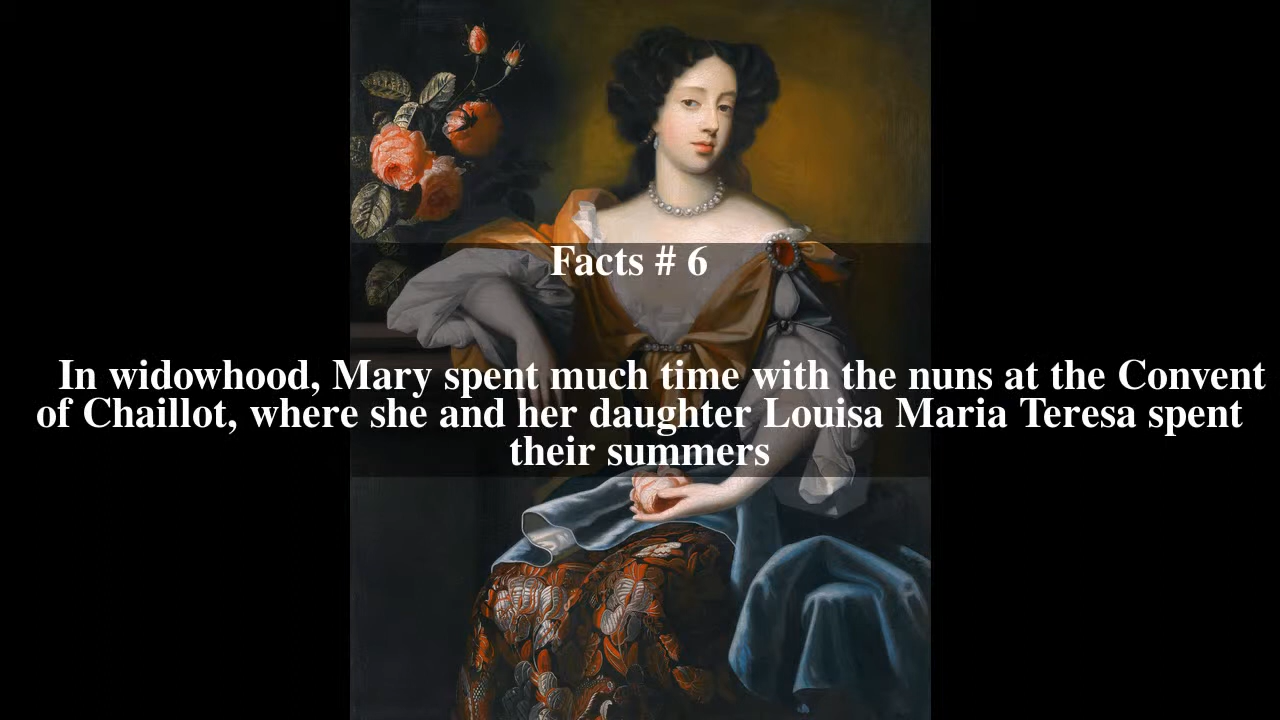 Facts # 6
In widowhood, Mary spent much time with the nuns at the Convent
of Chaillot, where she and her daughter Louisa Maria Teresa spent
their summers